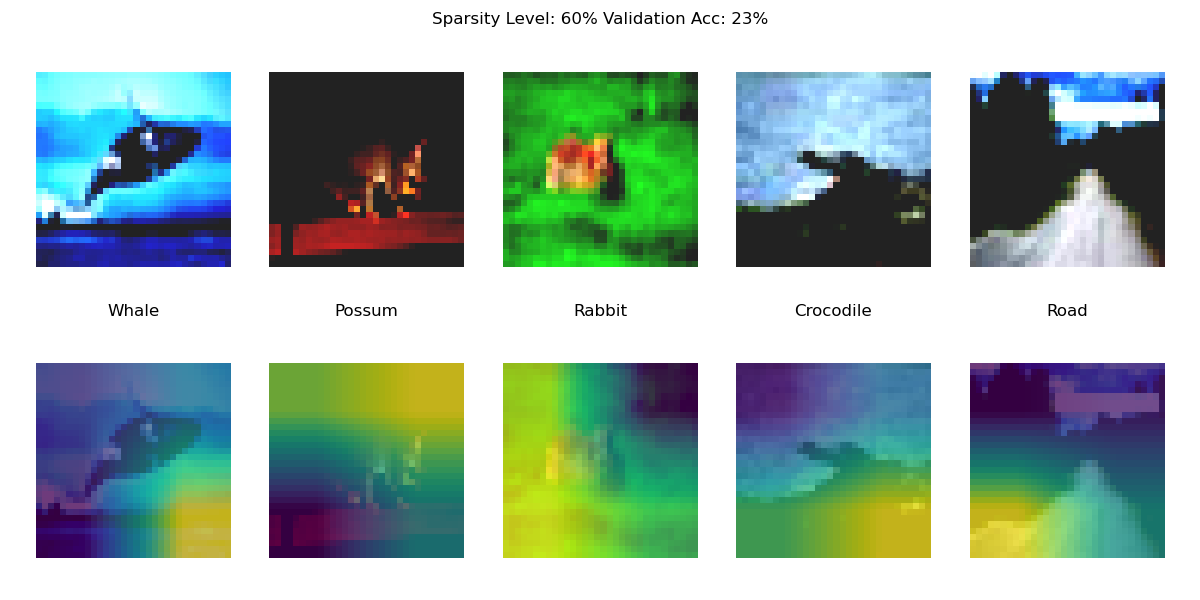 Sparsity Level: 60% Validation Acc: 23%
Whale
Possum
Rabbit
Crocodile
Road